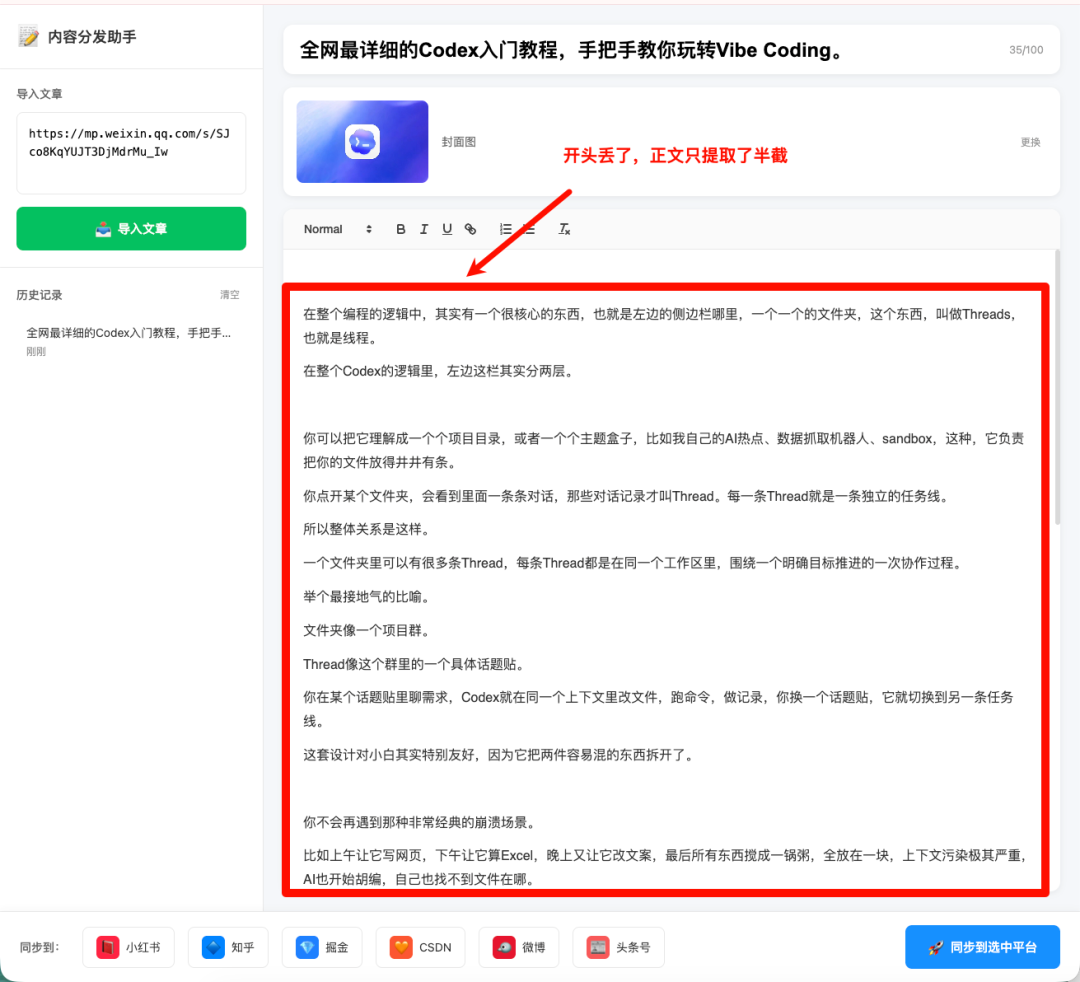 内容分发助手
导入文章
https://mp.weixin.qq.com/s/SJ
co8KqYUJT3DjMdrMu_Iw
导入文章
历史记录
清空
全网最详细的Codex入门教程，手把手...
刚刚
全网最详细的Codex入门教程，手把手教你玩转Vibe Coding。
35/100
封面图
更换
开头丢了，正文只提取了半截
Normal
B I U
在整个编程的逻辑中，其实有一个很核心的东西，也就是左边的侧边栏哪里，一个一个的文件夹，这个东西，叫做Threads，
也就是线程。
在整个Codex的逻辑里，左边这栏其实分两层。
你可以把它理解成一个个项目目录，或者一个个主题盒子，比如我自己的AI热点、数据抓取机器人、sandbox，这种，它负责
把你的文件放得井井有条。
你点开某个文件夹，会看到里面一条条对话，那些对话记录才叫Thread。每一条Thread就是一条独立的任务线。
所以整体关系是这样。
一个文件夹里可以有很多条Thread，每条Thread都是在同一个工作区里，围绕一个明确目标推进的一次协作过程。
举个最接地气的比喻。
文件夹像一个项目群。
Thread像这个群里的一个具体话题贴。
你在某个话题贴里聊需求，Codex就在同一个上下文里改文件，跑命令，做记录，你换一个话题贴，它就切换到另一条任务
线。
这套设计对小白其实特别友好，因为它把两件容易混的东西拆开了。
你不会再遇到那种非常经典的崩溃场景。
比如上午让它写网页，下午让它算Excel，晚上又让它改文案，最后所有东西搅成一锅粥，全放在一块，上下文污染极其严重，
AI也开始胡编，自己也找不到文件在哪。
同步到：
小红书
知乎
掘金
CSDN
微博
头条号
同步到选中平台